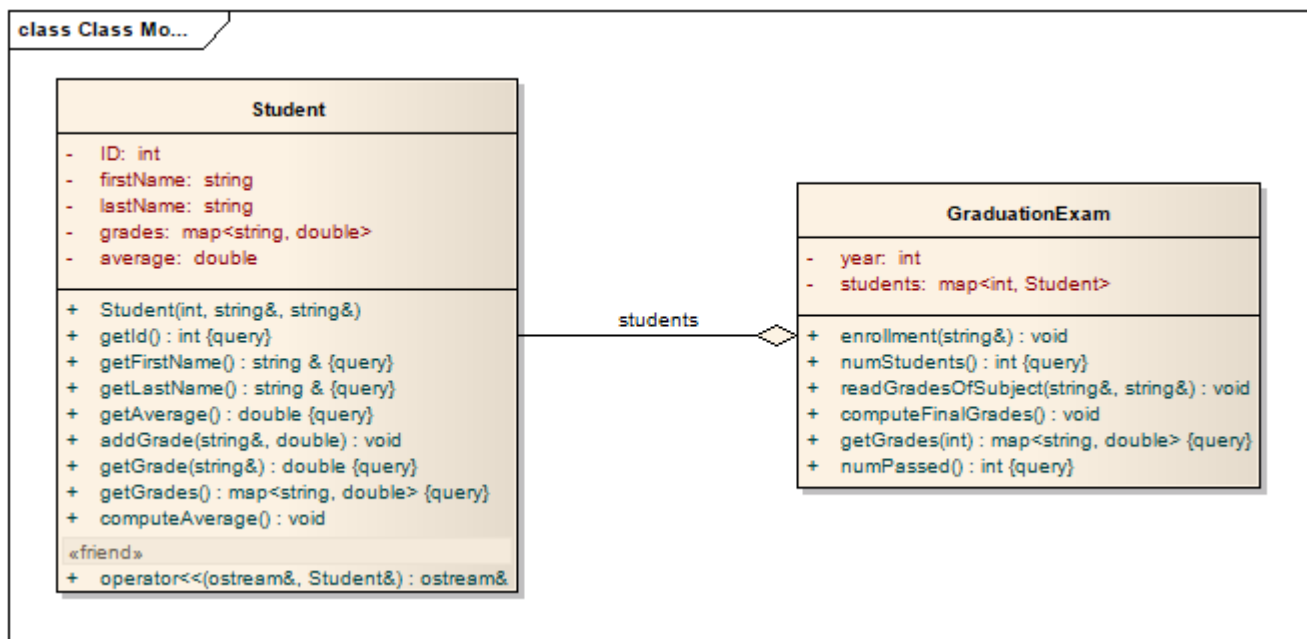 class Class Mo...
Student
- ID: int
- firstName: string
- lastName: string
- grades: map<string, double>
- average: double
+ Student(int, string&, string&)
+ getId() : int {query}
+ getFirstName() : string & {query}
+ getLastName() : string & {query}
+ getAverage() : double {query}
+ addGrade(string&, double) : void
+ getGrade(string&) : double {query}
+ getGrades() : map<string, double> {query}
+ computeAverage() : void
«friend»
+ operator<<(ostream&, Student&) : ostream&
students
GraduationExam
- year: int
- students: map<int, Student>
+ enrollment(string&) : void
+ numStudents() : int {query}
+ readGradesOfSubject(string&, string&) : void
+ computeFinalGrades() : void
+ getGrades(int) : map<string, double> {query}
+ numPassed() : int {query}